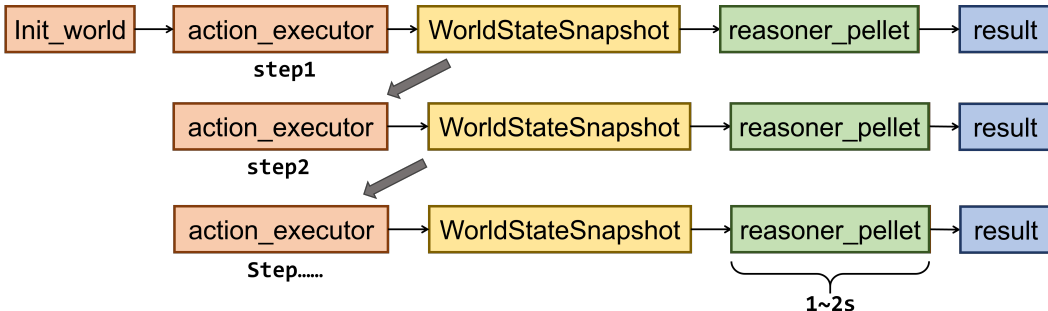 Init_world action_executor WorldStateSnapshot reasoner_pellet result
step1
action_executor WorldStateSnapshot reasoner_pellet result
step2
action_executor WorldStateSnapshot reasoner_pellet result
Step……
1~2s